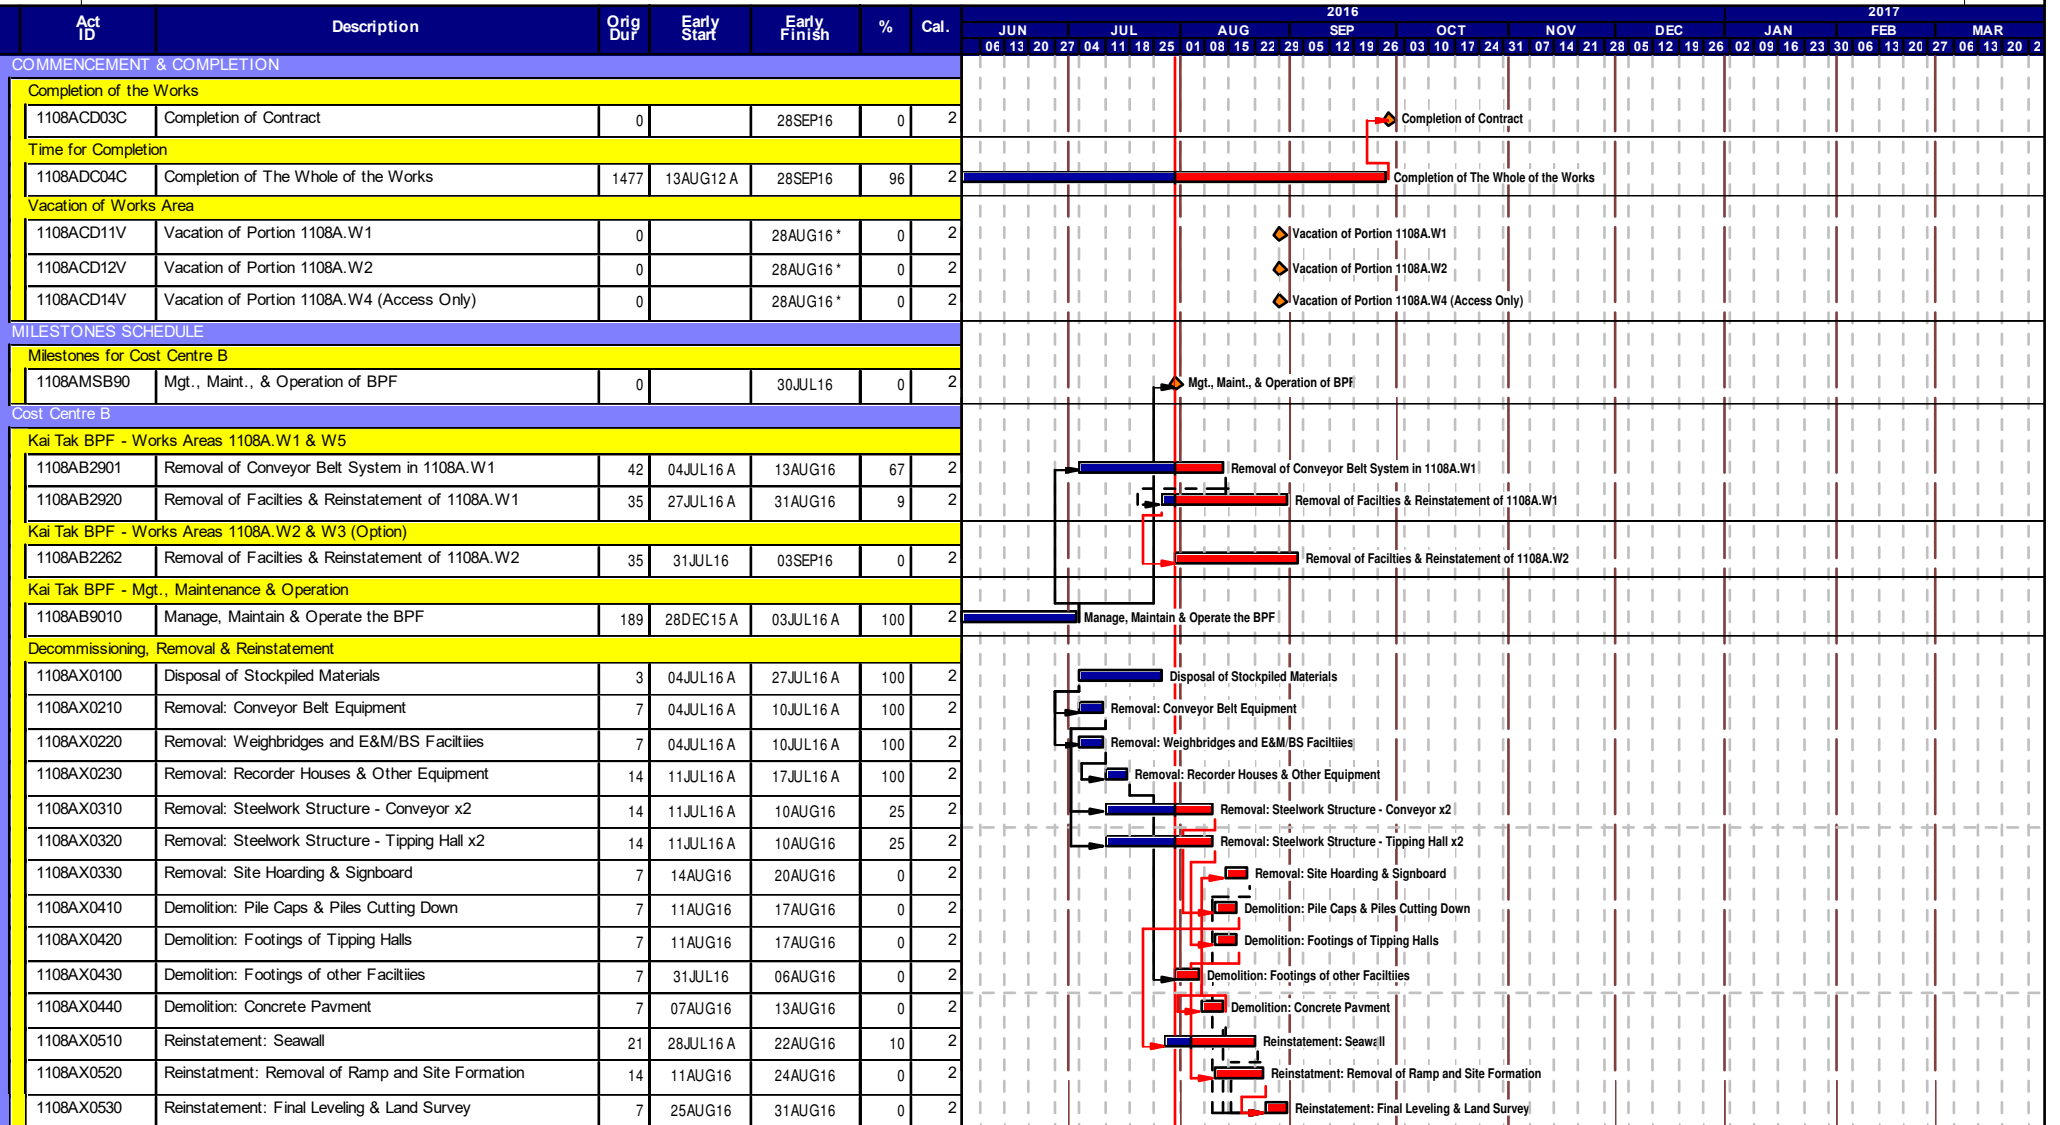 2016 2017
Act ID Description Orig Dur Early Start Early Finish % Cal.
JUN JUL AUG SEP OCT NOV DEC JAN FEB MAR
06 13 20 27 04 11 18 25 01 08 15 22 29 05 12 19 26 03 10 17 24 31 07 14 21 28 05 12 19 26 02 09 16 23 30 06 13 20 27 06 13 20 2
COMMENCEMENT & COMPLETION
Completion of the Works
1108ACD03C Completion of Contract 0 28SEP16 0 2 Completion of Contract
Time for Completion
1108ADC04C Completion of The Whole of the Works 1477 13AUG12 A 28SEP16 96 2 Completion of The Whole of the Works
Vacation of Works Area
1108ACD11V Vacation of Portion 1108A.W1 0 28AUG16 * 0 2 Vacation of Portion 1108A.W1
1108ACD12V Vacation of Portion 1108A.W2 0 28AUG16 * 0 2 Vacation of Portion 1108A.W2
1108ACD14V Vacation of Portion 1108A.W4 (Access Only) 0 28AUG16 * 0 2 Vacation of Portion 1108A.W4 (Access Only)
MILESTONES SCHEDULE
Milestones for Cost Centre B
1108AMSB90 Mgt., Maint., & Operation of BPF 0 30JUL16 0 2 Mgt., Maint., & Operation of BPF
Cost Centre B
Kai Tak BPF - Works Areas 1108A.W1 & W5
1108AB2901 Removal of Conveyor Belt System in 1108A.W1 42 04JUL16 A 13AUG16 67 2 Removal of Conveyor Belt System in 1108A.W1
1108AB2920 Removal of Facilties & Reinstatement of 1108A.W1 35 27JUL16 A 31AUG16 9 2 Removal of Facilties & Reinstatement of 1108A.W1
Kai Tak BPF - Works Areas 1108A.W2 & W3 (Option)
1108AB2262 Removal of Facilties & Reinstatement of 1108A.W2 35 31JUL16 03SEP16 0 2 Removal of Facilties & Reinstatement of 1108A.W2
Kai Tak BPF - Mgt., Maintenance & Operation
1108AB9010 Manage, Maintain & Operate the BPF 189 28DEC15 A 03JUL16 A 100 2 Manage, Maintain & Operate the BPF
Decommissioning, Removal & Reinstatement
1108AX0100 Disposal of Stockpiled Materials 3 04JUL16 A 27JUL16 A 100 2 Disposal of Stockpiled Materials
1108AX0210 Removal: Conveyor Belt Equipment 7 04JUL16 A 10JUL16 A 100 2 Removal: Conveyor Belt Equipment
1108AX0220 Removal: Weighbridges and E&M/BS Faciltiies 7 04JUL16 A 10JUL16 A 100 2 Removal: Weighbridges and E&M/BS Faciltiies
1108AX0230 Removal: Recorder Houses & Other Equipment 14 11JUL16 A 17JUL16 A 100 2 Removal: Recorder Houses & Other Equipment
1108AX0310 Removal: Steelwork Structure - Conveyor x2 14 11JUL16 A 10AUG16 25 2 Removal: Steelwork Structure - Conveyor x2
1108AX0320 Removal: Steelwork Structure - Tipping Hall x2 14 11JUL16 A 10AUG16 25 2 Removal: Steelwork Structure - Tipping Hall x2
1108AX0330 Removal: Site Hoarding & Signboard 7 14AUG16 20AUG16 0 2 Removal: Site Hoarding & Signboard
1108AX0410 Demolition: Pile Caps & Piles Cutting Down 7 11AUG16 17AUG16 0 2 Demolition: Pile Caps & Piles Cutting Down
1108AX0420 Demolition: Footings of Tipping Halls 7 11AUG16 17AUG16 0 2 Demolition: Footings of Tipping Halls
1108AX0430 Demolition: Footings of other Faciltiies 7 31JUL16 06AUG16 0 2 Demolition: Footings of other Faciltiies
1108AX0440 Demolition: Concrete Pavment 7 07AUG16 13AUG16 0 2 Demolition: Concrete Pavment
1108AX0510 Reinstatement: Seawall 21 28JUL16 A 22AUG16 10 2 Reinstatement: Seawall
1108AX0520 Reinstatment: Removal of Ramp and Site Formation 14 11AUG16 24AUG16 0 2 Reinstatment: Removal of Ramp and Site Formation
1108AX0530 Reinstatement: Final Leveling & Land Survey 7 25AUG16 31AUG16 0 2 Reinstatement: Final Leveling & Land Survey